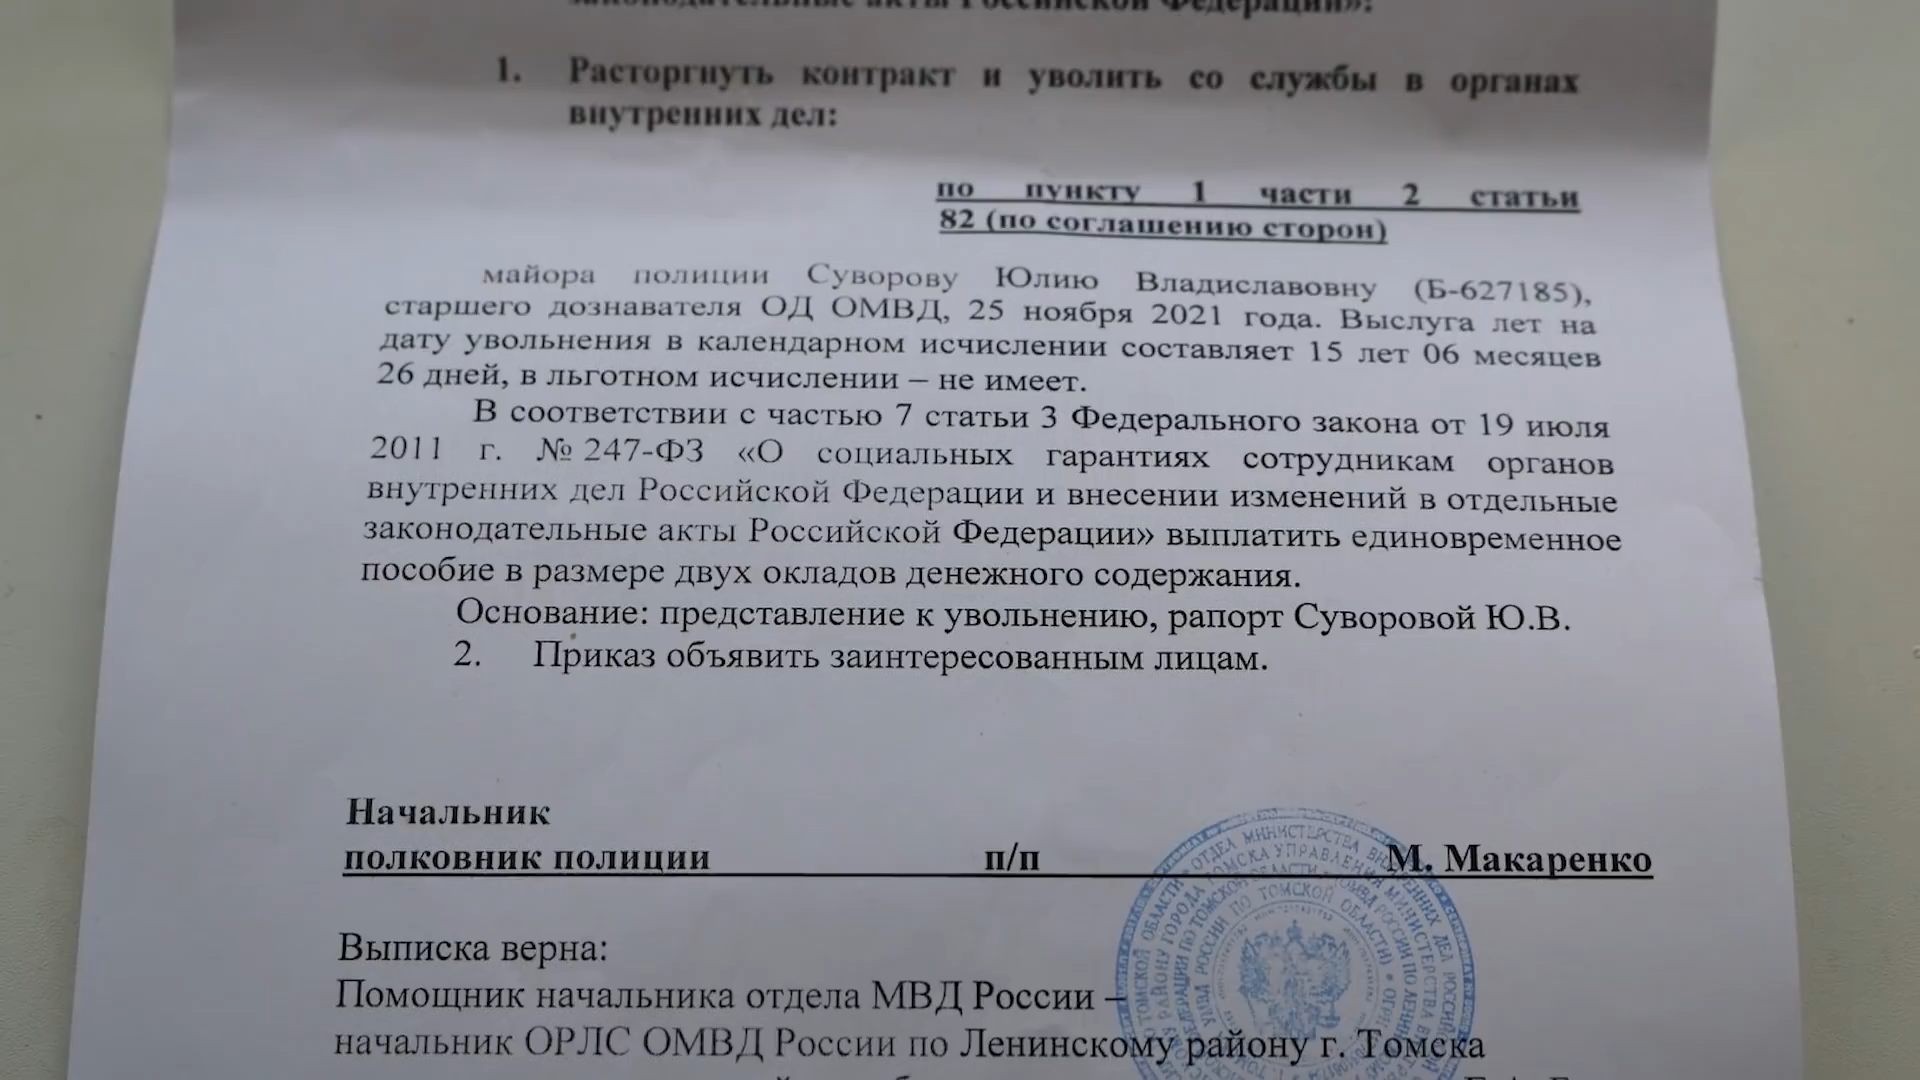 законодательные акты Российской Федерации»:
1. Расторгнуть контракт и уволить со службы в органах
внутренних дел:
по пункту 1 части 2 статьи
82 (по соглашению сторон)
майора полиции Суворову Юлию Владиславовну (Б-627185),
старшего дознавателя ОД ОМВД, 25 ноября 2021 года. Выслуга лет на
дату увольнения в календарном исчислении составляет 15 лет 06 месяцев
26 дней, в льготном исчислении – не имеет.
В соответствии с частью 7 статьи 3 Федерального закона от 19 июля
2011 г. № 247-ФЗ «О социальных гарантиях сотрудникам органов
внутренних дел Российской Федерации и внесении изменений в отдельные
законодательные акты Российской Федерации» выплатить единовременное
пособие в размере двух окладов денежного содержания.
Основание: представление к увольнению, рапорт Суворовой Ю.В.
2. Приказ объявить заинтересованным лицам.
Начальник
полковник полиции п/п М. Макаренко
Выписка верна:
Помощник начальника отдела МВД России –
начальник ОРЛС ОМВД России по Ленинскому району г. Томска